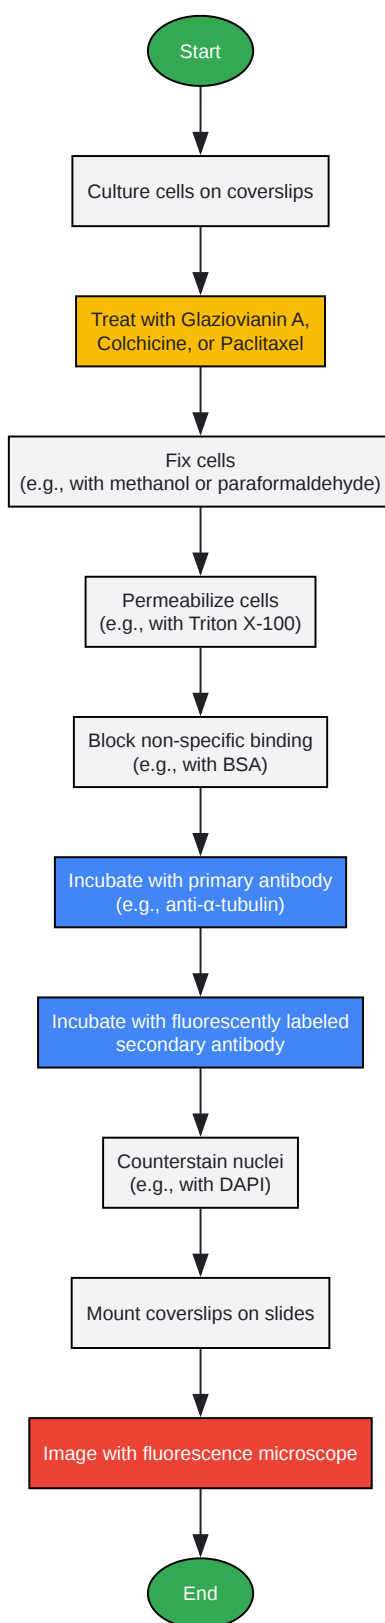 Start
Culture cells on coverslips
Treat with Glaziovianin A,
Colchicine, or Paclitaxel
Fix cells
(e.g., with methanol or paraformaldehyde)
Permeabilize cells
(e.g., with Triton X-100)
Block non-specific binding
(e.g., with BSA)
Incubate with primary antibody
(e.g., anti-α-tubulin)
Incubate with fluorescently labeled
secondary antibody
Counterstain nuclei
(e.g., with DAPI)
Mount coverslips on slides
Image with fluorescence microscope
End